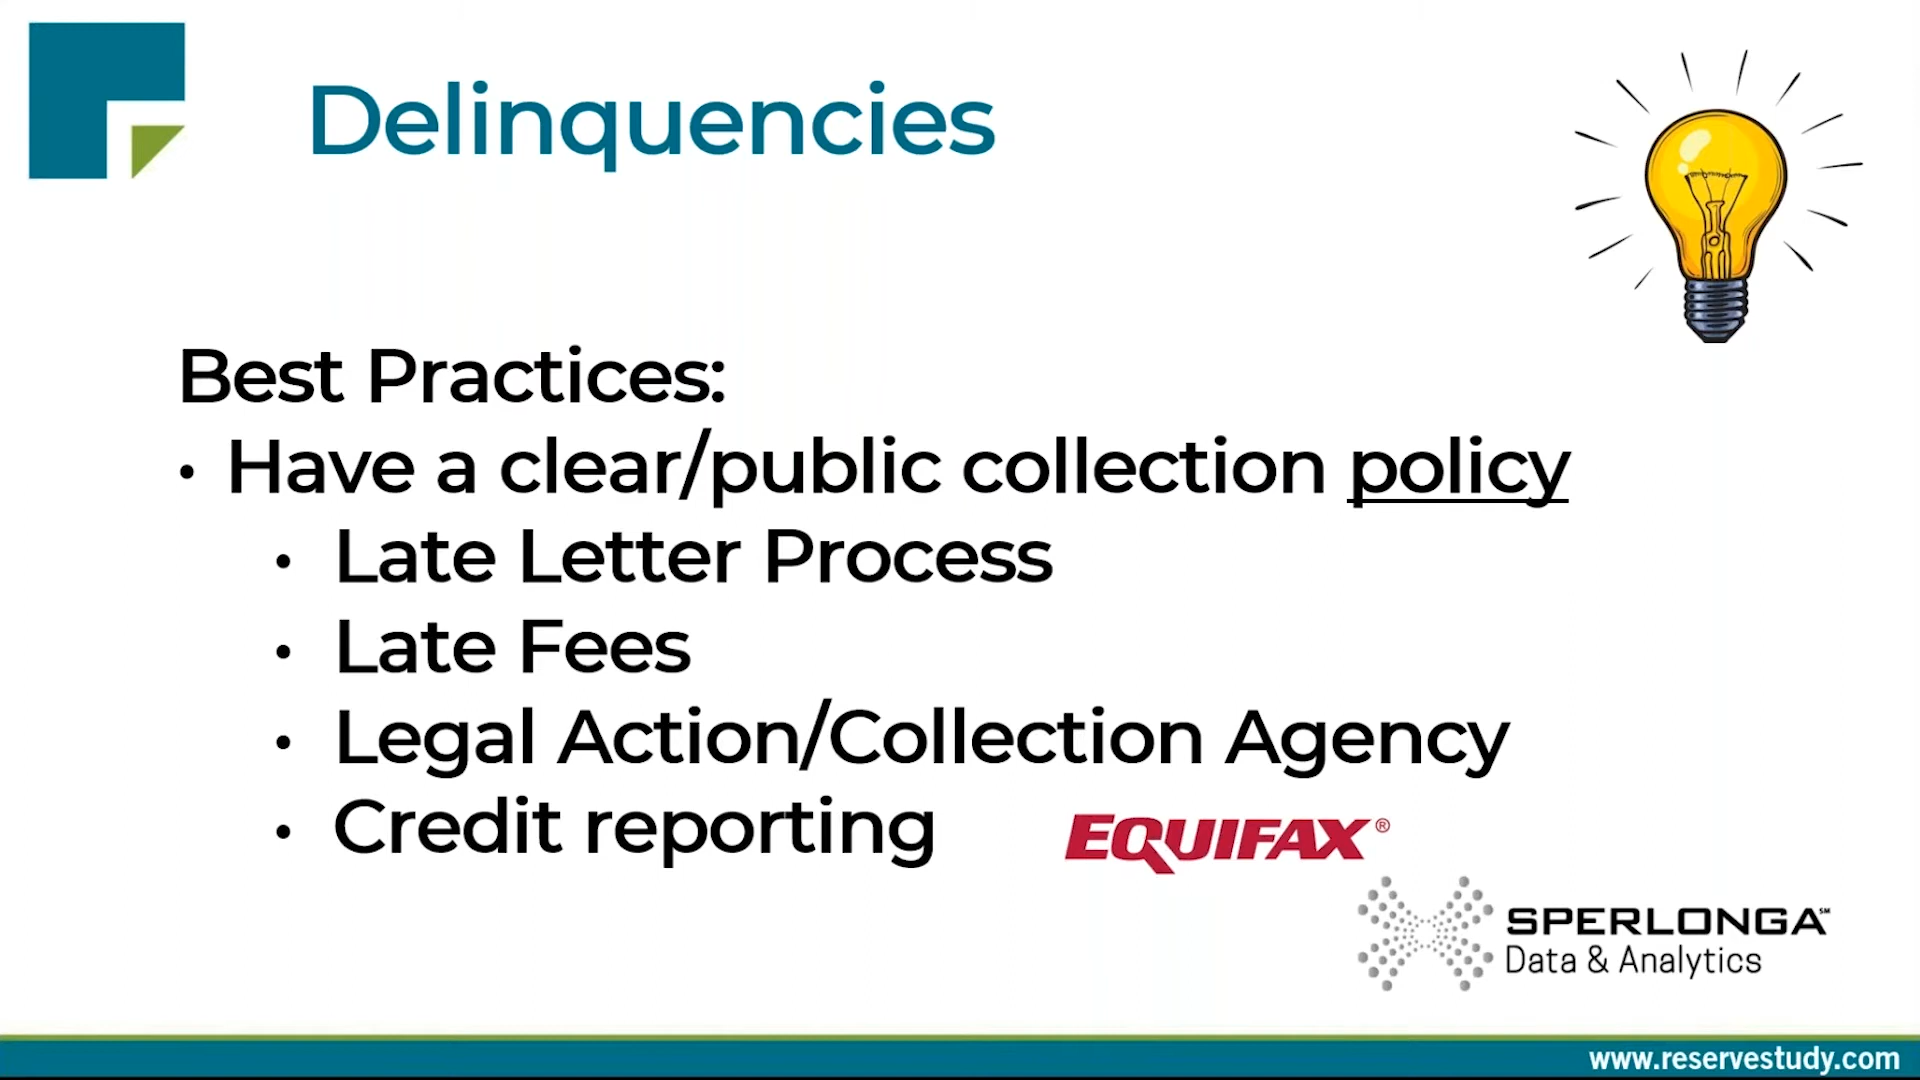 Delinquencies
Best Practices:
• Have a clear/public collection policy
• Late Letter Process
• Late Fees
• Legal Action/Collection Agency
• Credit reporting
EQUIFAX®
SPERLONGA℠
Data & Analytics
www.reservestudy.com